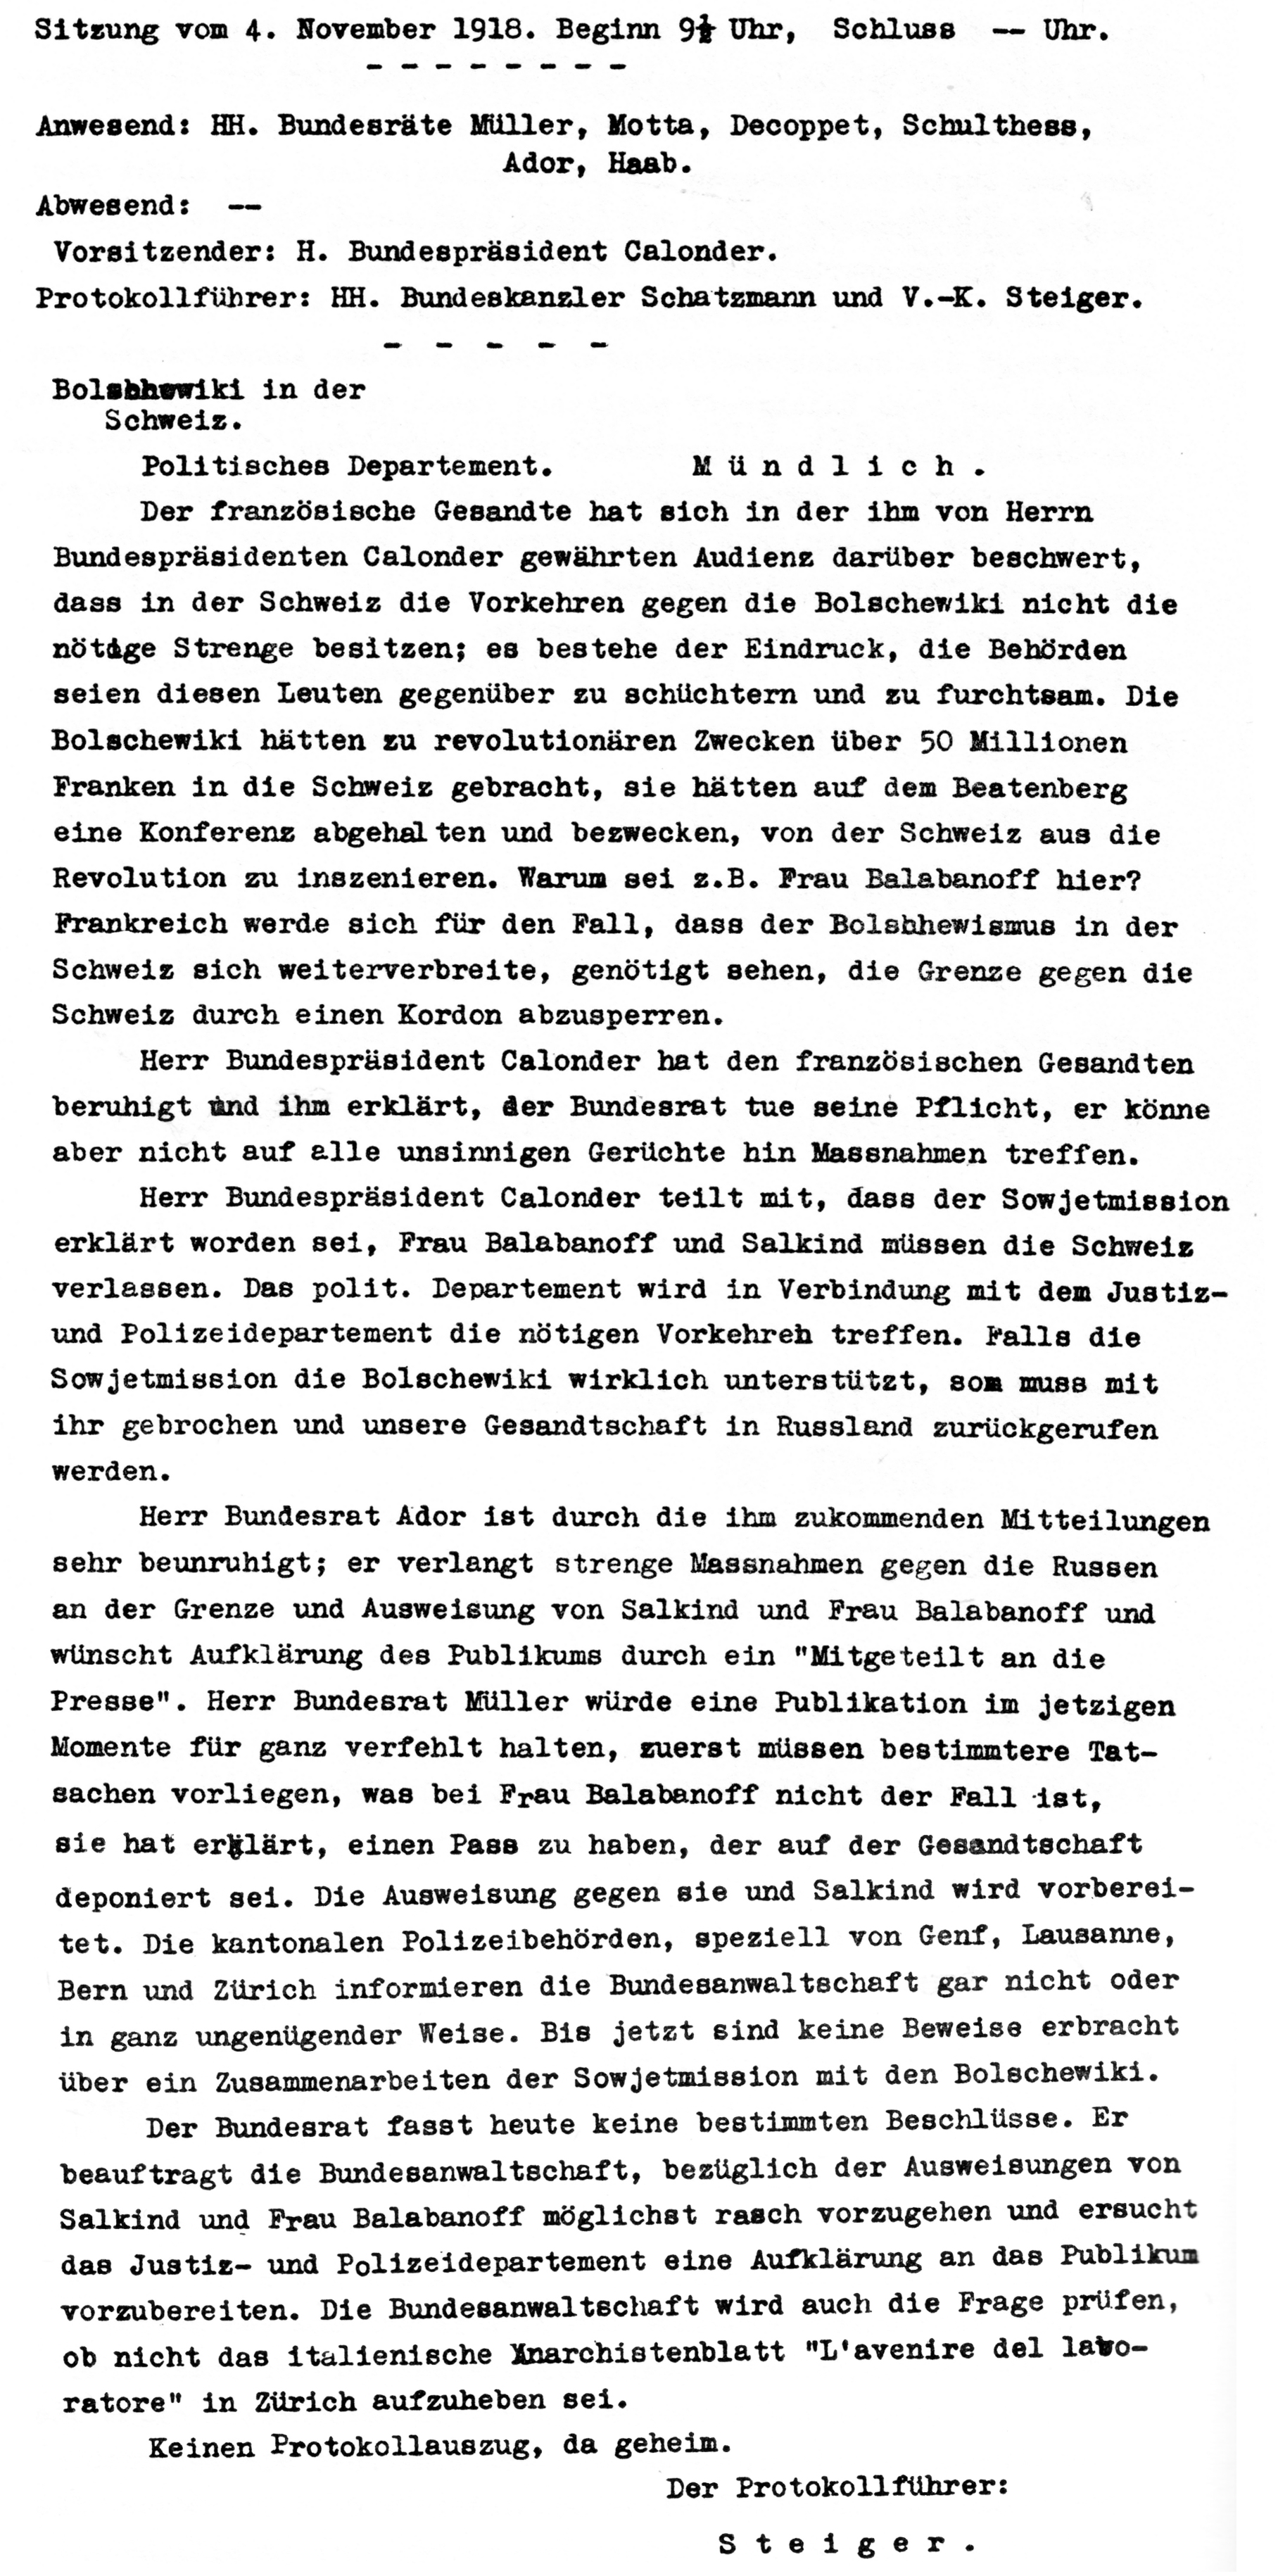 Sitzung vom 4. November 1918. Beginn 9½ Uhr, Schluss -- Uhr.
- - - - - - - -
Anwesend: HH. Bundesräte Müller, Motta, Decoppet, Schulthess,
Ador, Haab.
Abwesend: --
Vorsitzender: H. Bundespräsident Calonder.
Protokollführer: HH. Bundeskanzler Schatzmann und V.-K. Steiger.
- - - - -
Bolschewiki in der
Schweiz.
Politisches Departement. M ü n d l i c h .
Der französische Gesandte hat sich in der ihm von Herrn
Bundespräsidenten Calonder gewährten Audienz darüber beschwert,
dass in der Schweiz die Vorkehren gegen die Bolschewiki nicht die
nötige Strenge besitzen; es bestehe der Eindruck, die Behörden
seien diesen Leuten gegenüber zu schüchtern und zu furchtsam. Die
Bolschewiki hätten zu revolutionären Zwecken über 50 Millionen
Franken in die Schweiz gebracht, sie hätten auf dem Beatenberg
eine Konferenz abgehalten und bezwecken, von der Schweiz aus die
Revolution zu inszenieren. Warum sei z.B. Frau Balabanoff hier?
Frankreich werde sich für den Fall, dass der Bolschewismus in der
Schweiz sich weiterverbreite, genötigt sehen, die Grenze gegen die
Schweiz durch einen Kordon abzusperren.
Herr Bundespräsident Calonder hat den französischen Gesandten
beruhigt und ihm erklärt, der Bundesrat tue seine Pflicht, er könne
aber nicht auf alle unsinnigen Gerüchte hin Massnahmen treffen.
Herr Bundespräsident Calonder teilt mit, dass der Sowjetmission
erklärt worden sei, Frau Balabanoff und Salkind müssen die Schweiz
verlassen. Das polit. Departement wird in Verbindung mit dem Justiz-
und Polizeidepartement die nötigen Vorkehren treffen. Falls die
Sowjetmission die Bolschewiki wirklich unterstützt, som muss mit
ihr gebrochen und unsere Gesandtschaft in Russland zurückgerufen
werden.
Herr Bundesrat Ador ist durch die ihm zukommenden Mitteilungen
sehr beunruhigt; er verlangt strenge Massnahmen gegen die Russen
an der Grenze und Ausweisung von Salkind und Frau Balabanoff und
wünscht Aufklärung des Publikums durch ein "Mitgeteilt an die
Presse". Herr Bundesrat Müller würde eine Publikation im jetzigen
Momente für ganz verfehlt halten, zuerst müssen bestimmtere Tat-
sachen vorliegen, was bei Frau Balabanoff nicht der Fall ist,
sie hat erklärt, einen Pass zu haben, der auf der Gesandtschaft
deponiert sei. Die Ausweisung gegen sie und Salkind wird vorberei-
tet. Die kantonalen Polizeibehörden, speziell von Genf, Lausanne,
Bern und Zürich informieren die Bundesanwaltschaft gar nicht oder
in ganz ungenügender Weise. Bis jetzt sind keine Beweise erbracht
über ein Zusammenarbeiten der Sowjetmission mit den Bolschewiki.
Der Bundesrat fasst heute keine bestimmten Beschlüsse. Er
beauftragt die Bundesanwaltschaft, bezüglich der Ausweisungen von
Salkind und Frau Balabanoff möglichst rasch vorzugehen und ersucht
das Justiz- und Polizeidepartement eine Aufklärung an das Publikum
vorzubereiten. Die Bundesanwaltschaft wird auch die Frage prüfen,
ob nicht das italienische Anarchistenblatt "L'avenire del lavo-
ratore" in Zürich aufzuheben sei.
Keinen Protokollauszug, da geheim.
Der Protokollführer:
S t e i g e r .